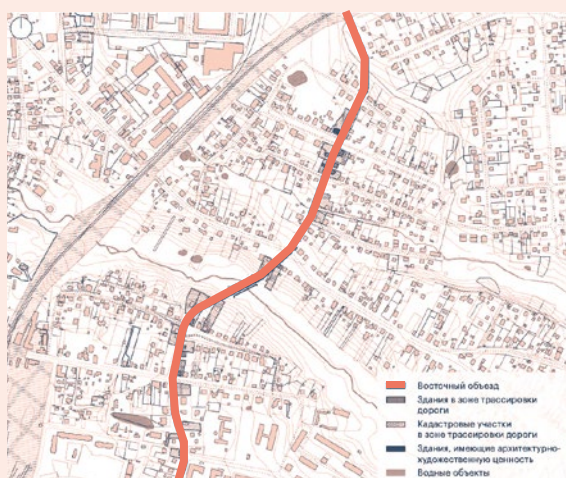 Восточный объезд
Здания в зоне трассировки
дороги
Кадастровые участки
в зоне трассировки дороги
Здания, имеющие архитектурно-
художественную ценность
Водные объекты